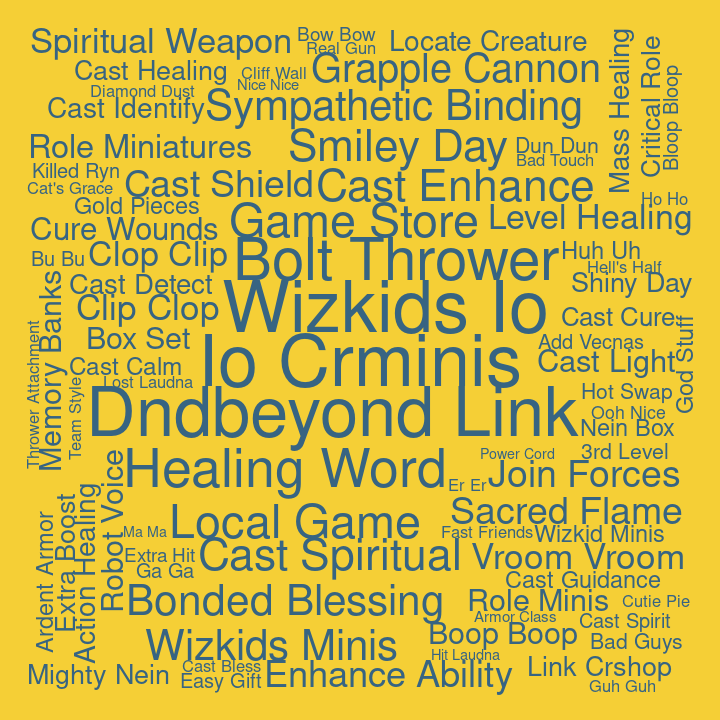 Spiritual Weapon
Bow Bow
Real Gun
Locate Creature
Mass Healing
Critical Role
Bloop Bloop
Cast Healing
Cliff Wall
Nice Nice
Grapple Cannon
Diamond Dust
Cast Identify
Sympathetic Binding
Role Miniatures
Smiley Day
Dun Dun
Bad Touch
Killed Ryn
Cat's Grace
Cast Shield
Cast Enhance
Ho Ho
Gold Pieces
Cure Wounds
Game Store
Level Healing
Bu Bu
Clop Clip
Bolt Thrower
Huh Uh
Hell's Half
Cast Detect
Shiny Day
Memory Banks
Clip Clop
Wizkids Io
Cast Cure
God Stuff
Box Set
Io Crminis
Add Vecnas
Thrower Attachment
Cast Calm
Cast Light
Lost Laudna
Team Style
Dndbeyond Link
Hot Swap
Ooh Nice
Nein Box
Healing Word
Power Cord
3rd Level
Robot Voice
Er Er
Join Forces
Extra Boost
Action Healing
Ardent Armor
Local Game
Sacred Flame
Ma Ma
Fast Friends
Wizkid Minis
Extra Hit
Ga Ga
Cast Spiritual
Vroom Vroom
Cast Guidance
Bonded Blessing
Role Minis
Cutie Pie
Armor Class
Cast Spirit
Wizkids Minis
Boop Boop
Bad Guys
Hit Laudna
Mighty Nein
Cast Bless
Easy Gift
Enhance Ability
Link Crshop
Guh Guh